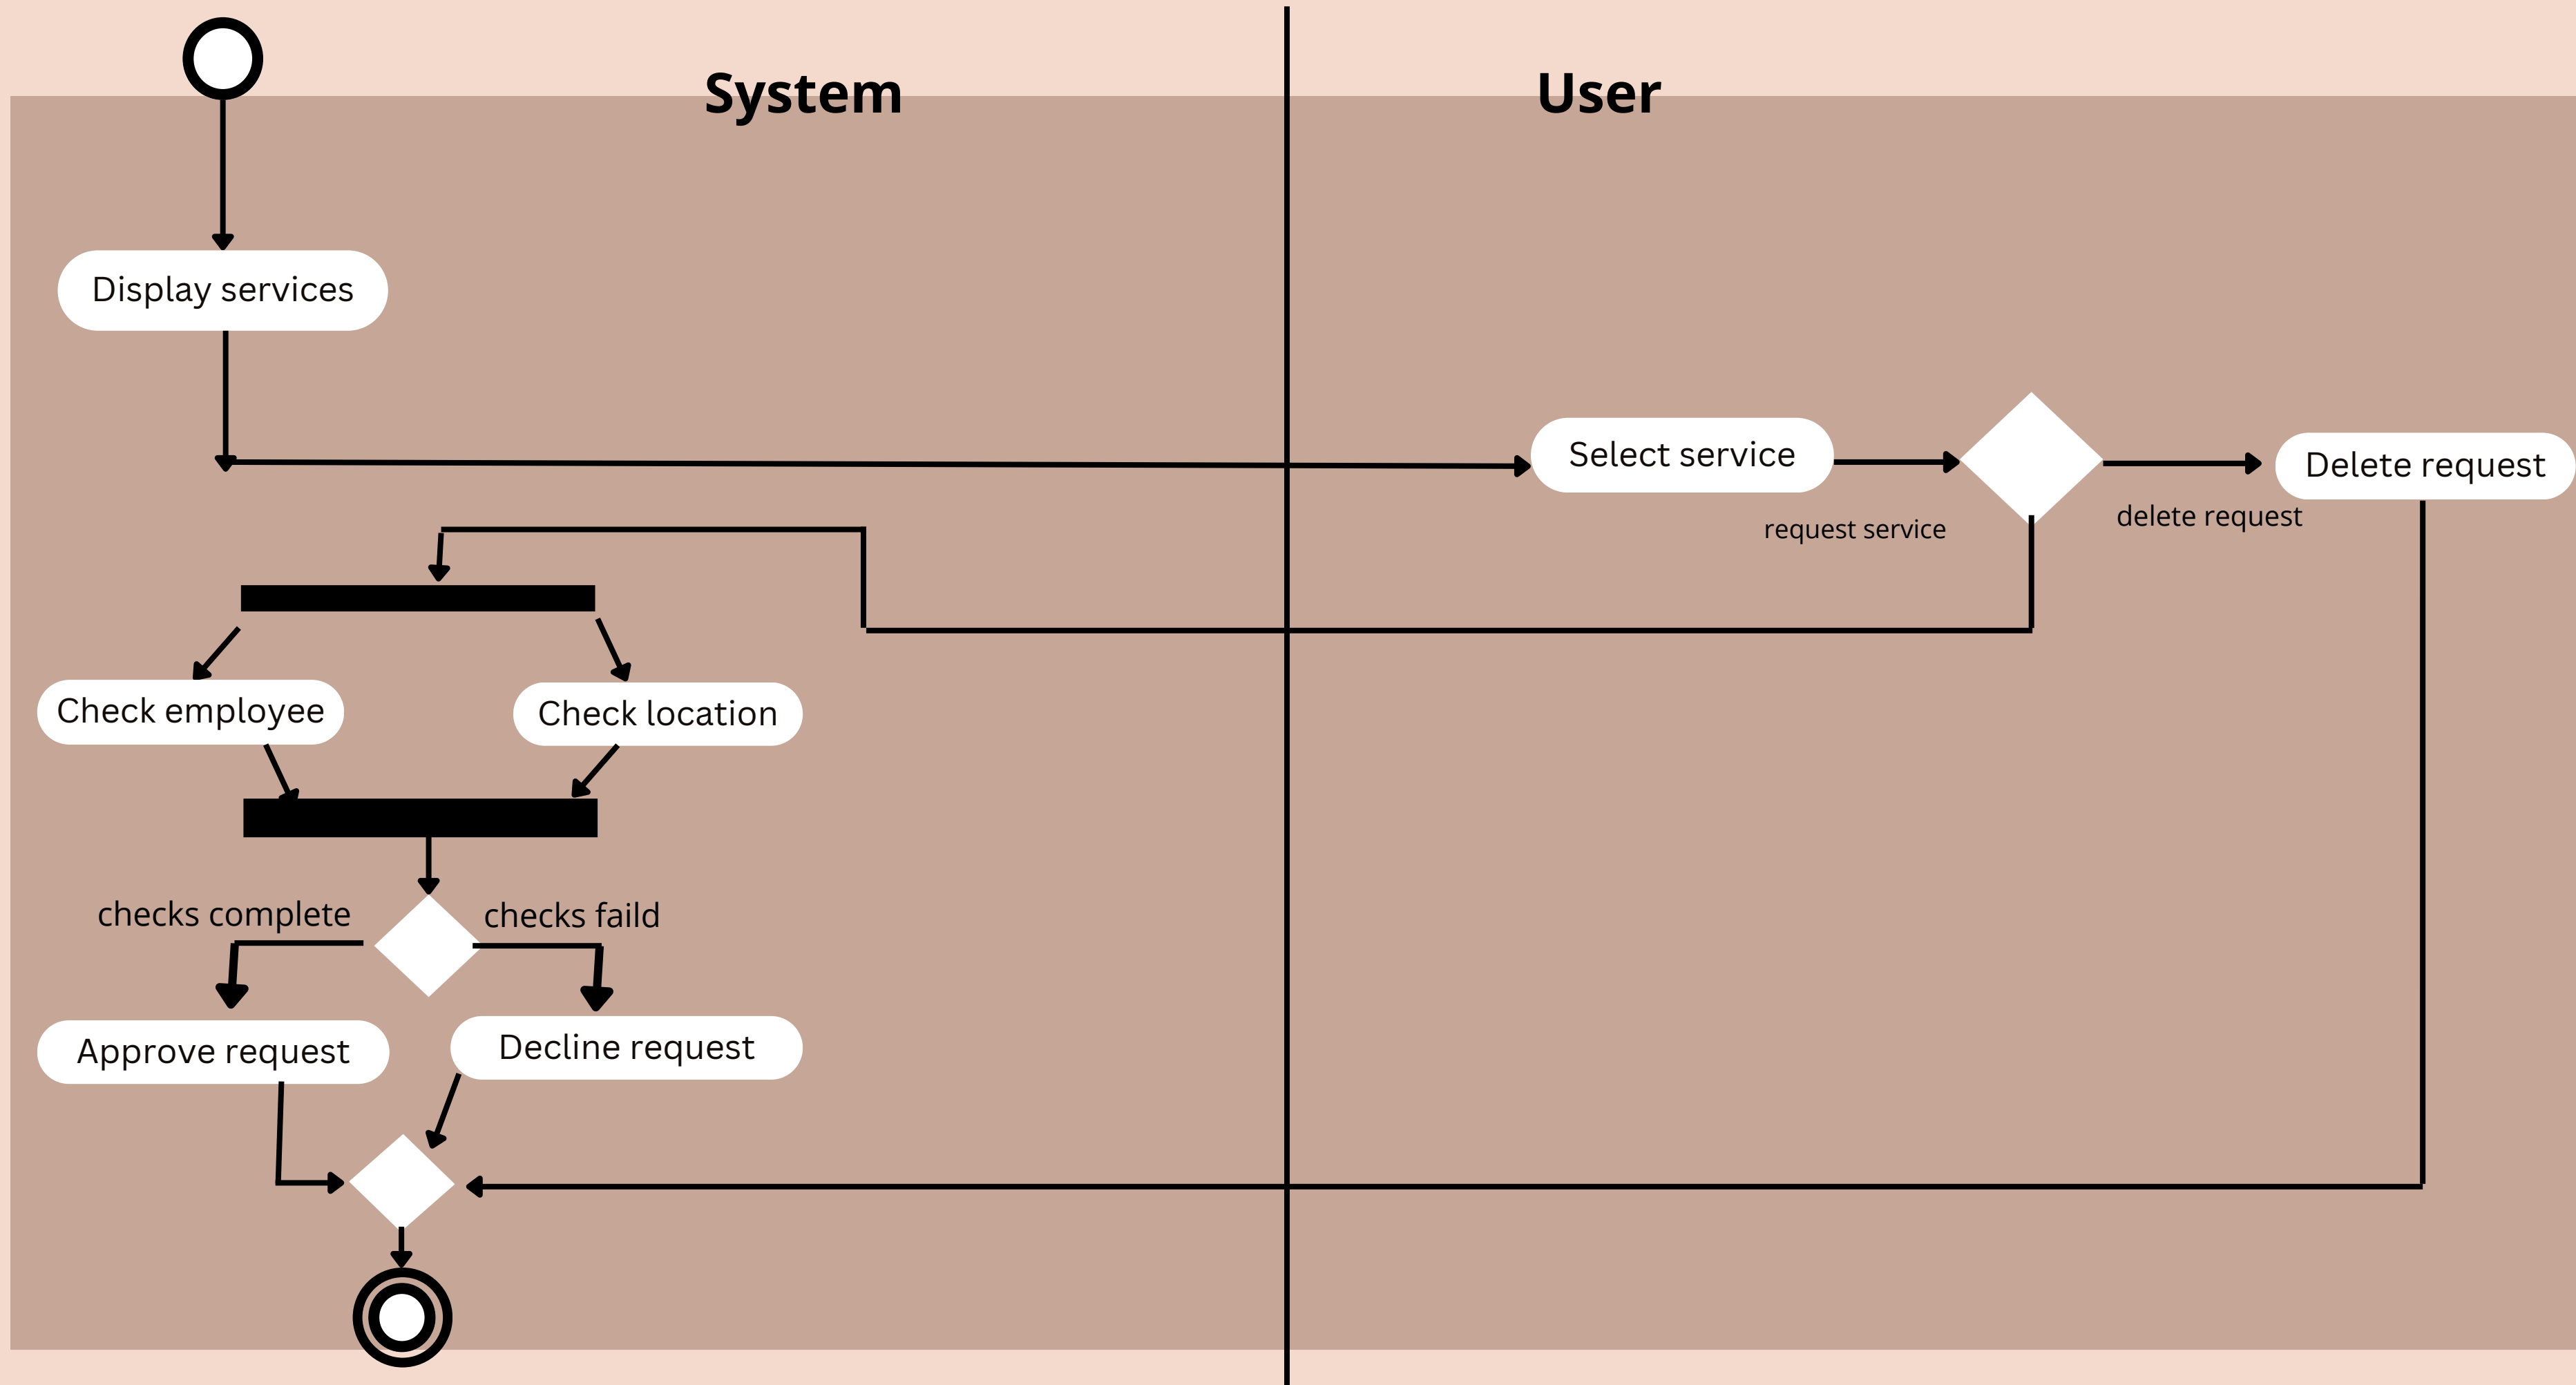 System
User
Display services
Select service
Delete request
request service
delete request
Check employee
Check location
checks complete
checks faild
Approve request
Decline request